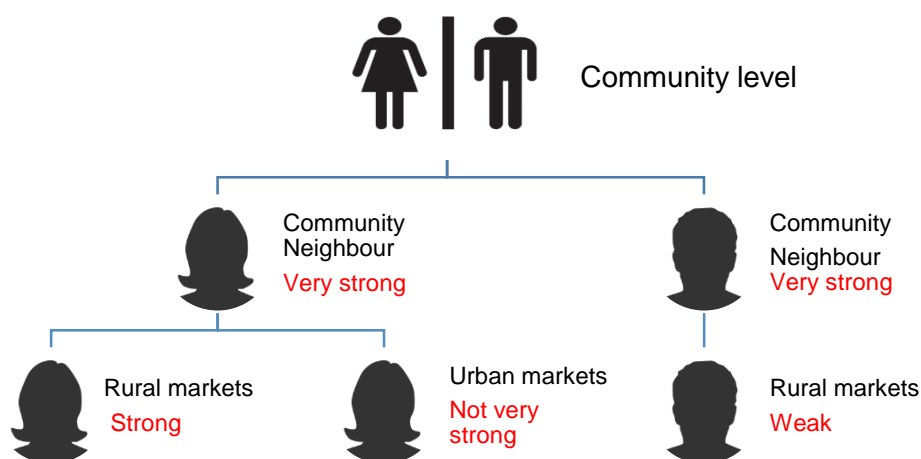 Community level
Community
Neighbour
Very strong
Community
Neighbour
Very strong
Rural markets
Strong
Urban markets
Not very
strong
Rural markets
Weak